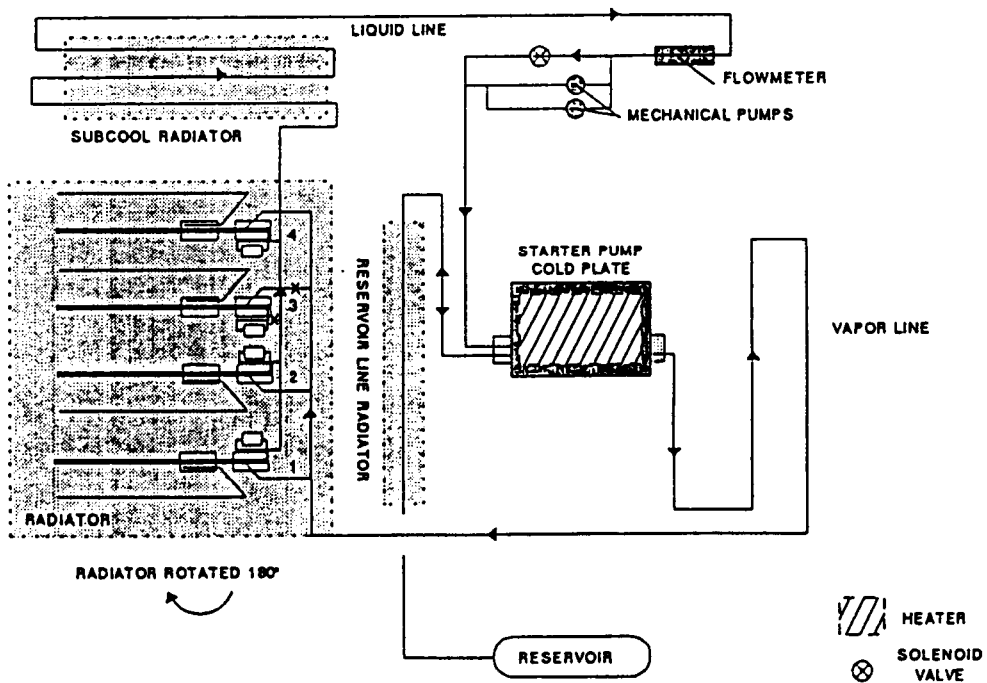 LIQUID LINE
FLOWMETER
MECHANICAL PUMPS
SUBCOOL RADIATOR
4
3
2
1
RADIATOR
RESERVOIR LINE RADIATOR
STARTER PUMP
COLD PLATE
VAPOR LINE
RADIATOR ROTATED 180°
RESERVOIR
HEATER
SOLENOID
VALVE